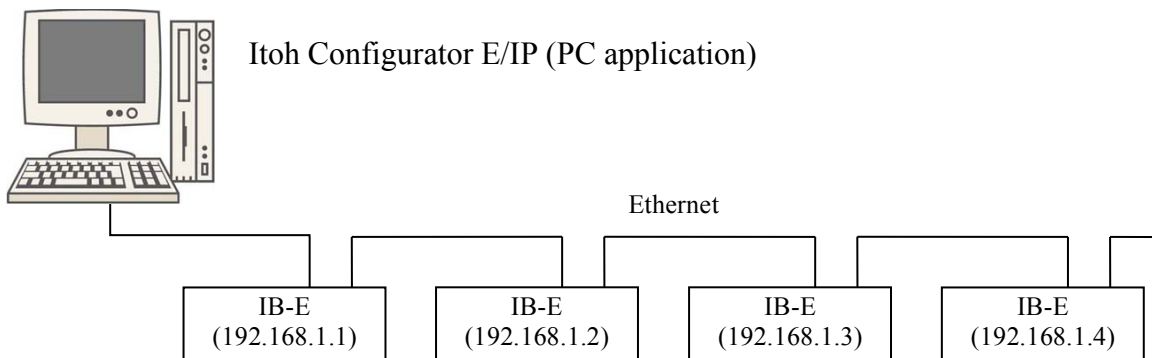 Itoh Configurator E/IP (PC application)
Ethernet
IB-E
(192.168.1.1)
IB-E
(192.168.1.2)
IB-E
(192.168.1.3)
IB-E
(192.168.1.4)